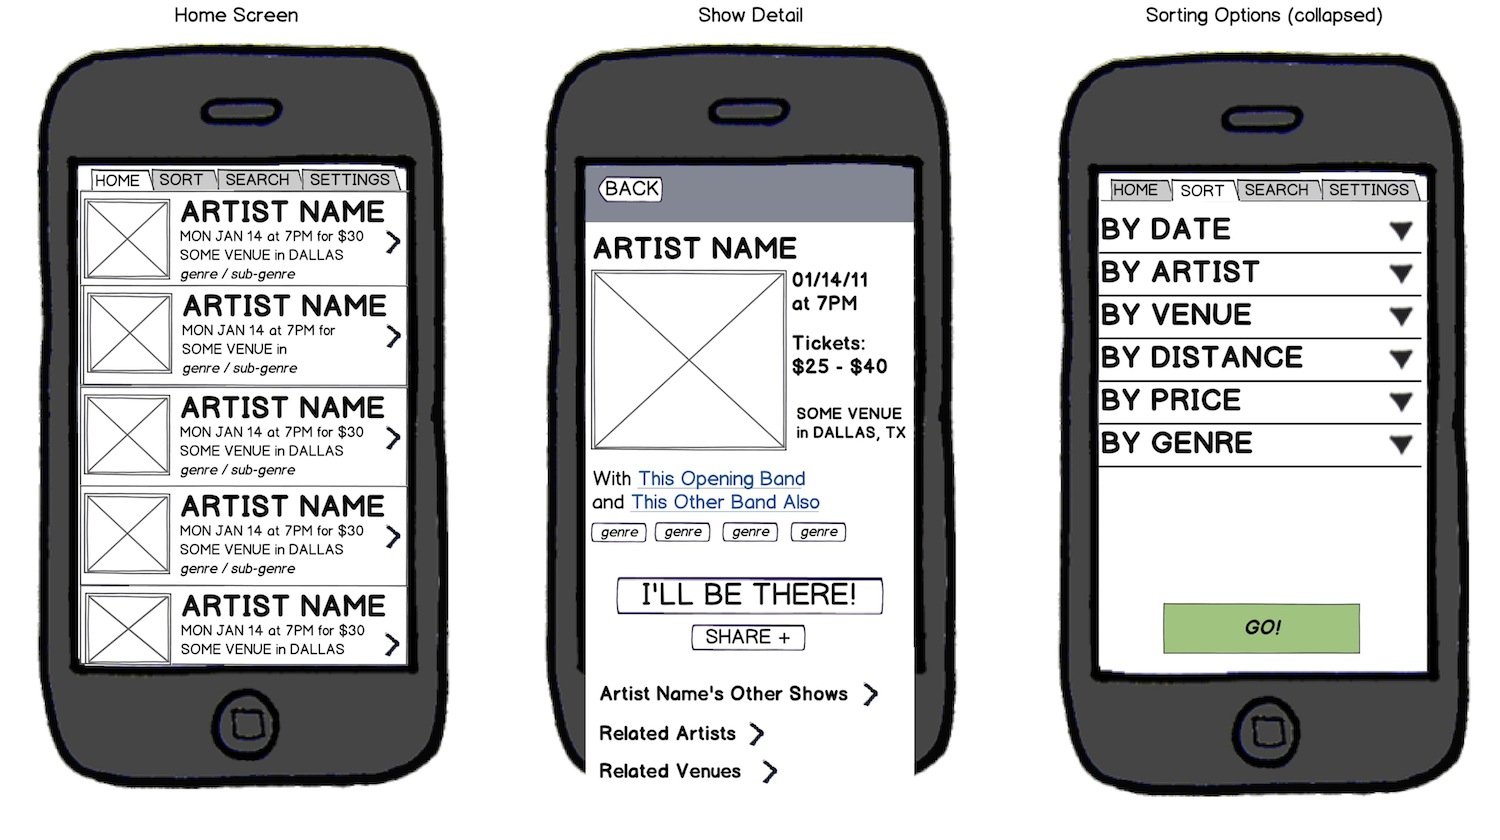 Home Screen
HOME SORT SEARCH SETTINGS
ARTIST NAME
MON JAN 14 at 7PM for $30
SOME VENUE in DALLAS
genre / sub-genre
ARTIST NAME
MON JAN 14 at 7PM for
SOME VENUE in
genre / sub-genre
ARTIST NAME
MON JAN 14 at 7PM for $30
SOME VENUE in DALLAS
genre / sub-genre
ARTIST NAME
MON JAN 14 at 7PM for $30
SOME VENUE in DALLAS
genre / sub-genre
ARTIST NAME
MON JAN 14 at 7PM for $30
SOME VENUE in DALLAS
Show Detail
BACK
ARTIST NAME
01/14/11
at 7PM
Tickets:
$25 - $40
SOME VENUE
in DALLAS, TX
With This Opening Band
and This Other Band Also
genre genre genre genre
I'LL BE THERE!
SHARE +
Artist Name's Other Shows
Related Artists
Related Venues
Sorting Options (collapsed)
HOME SORT SEARCH SETTINGS
BY DATE
BY ARTIST
BY VENUE
BY DISTANCE
BY PRICE
BY GENRE
GO!